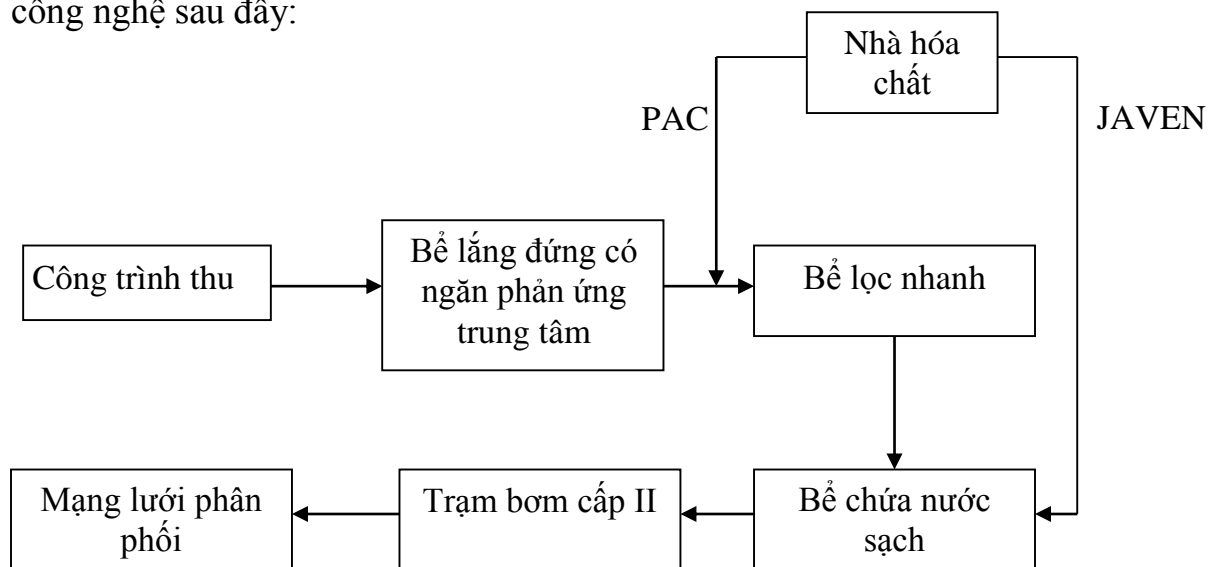 công nghệ sau đây:
Nhà hóa
chất
PAC
JAVEN
Công trình thu
Bể lắng đứng có
ngăn phản ứng
trung tâm
Bể lọc nhanh
Mạng lưới phân
phối
Trạm bơm cấp II
Bể chứa nước
sạch